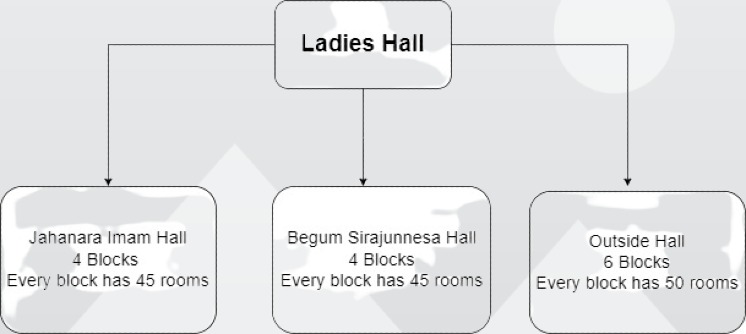 Ladies Hall
Jahanara Imam Hall
4 Blocks
Every block has 45 rooms
Begum Sirajunnesa Hall
4 Blocks
Every block has 45 rooms
Outside Hall
6 Blocks
Every block has 50 rooms